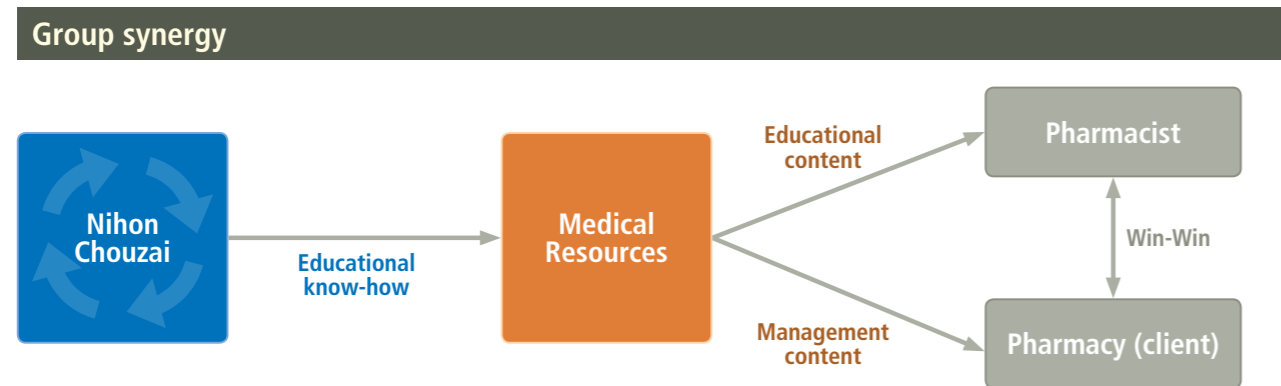 Group synergy
Nihon
Chouzai
Educational
know-how
Medical
Resources
Educational
content
Management
content
Pharmacist
Win-Win
Pharmacy (client)